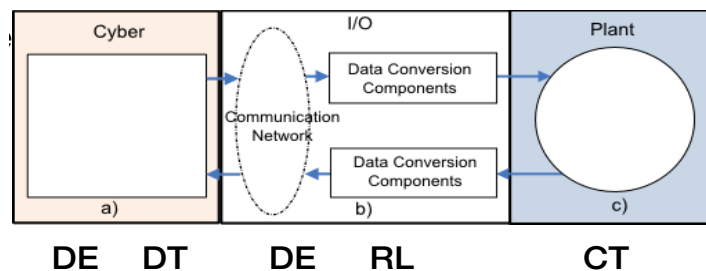 Cyber
I/O
Plant
Data Conversion
Components
Communication
Network
Data Conversion
Components
a)
b)
c)
DE DT DE RL CT